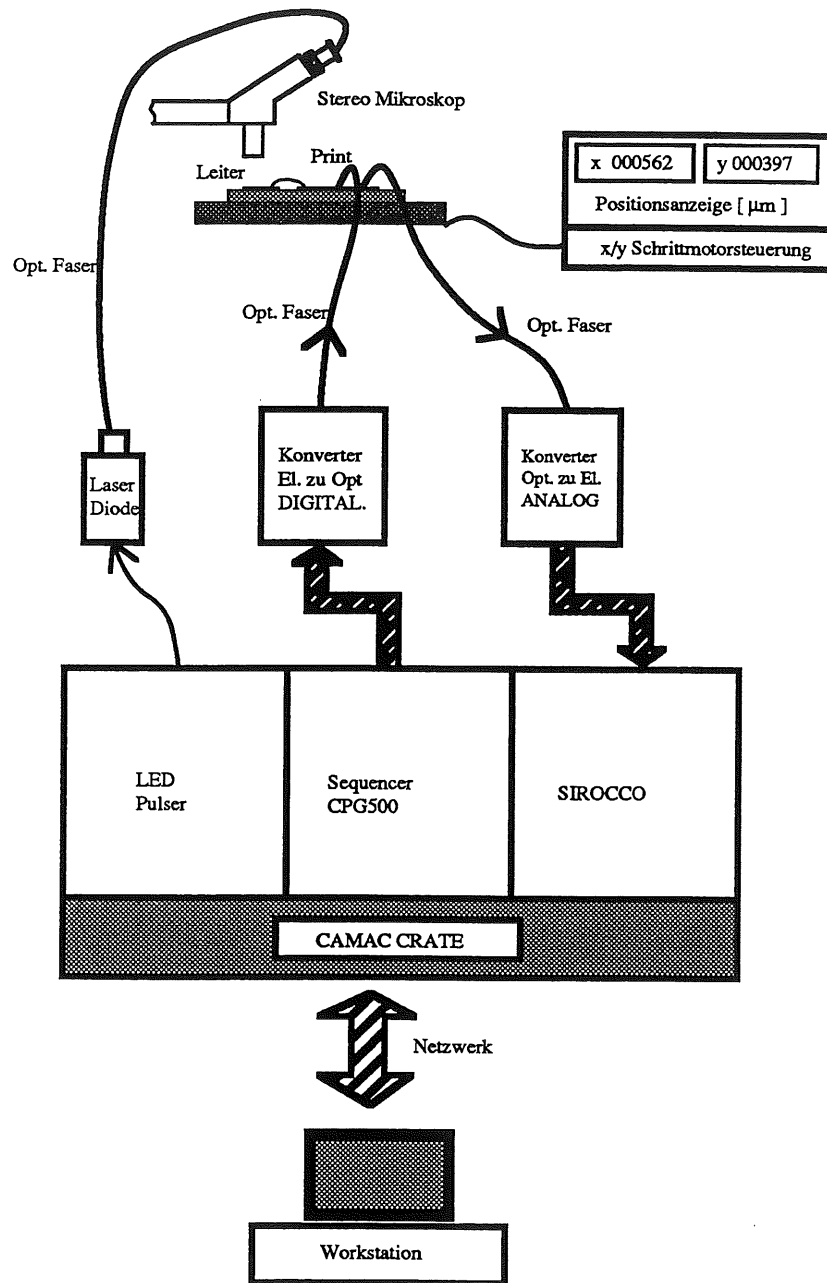 Stereo Mikroskop
Print
Leiter
x 000562
y 000397
Positionsanzeige [ µm ]
x/y Schrittmotorsteuerung
Opt. Faser
Opt. Faser
Opt. Faser
Laser
Diode
Konverter
El. zu Opt
DIGITAL.
Konverter
Opt. zu El.
ANALOG
LED
Pulser
Sequencer
CPG500
SIROCCO
CAMAC CRATE
Netzwerk
Workstation